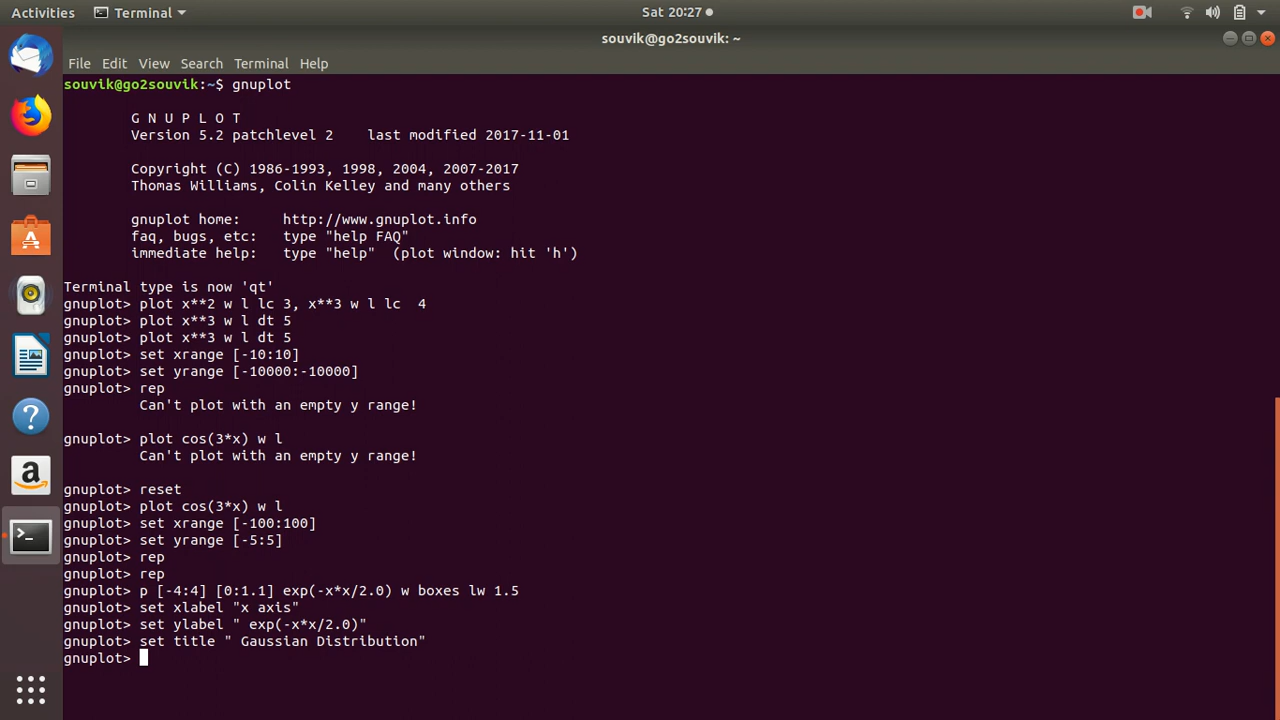 Activities Terminal Sat 20:27
souvik@go2souvik: ~
File Edit View Search Terminal Help
souvik@go2souvik:~$ gnuplot
G N U P L O T
Version 5.2 patchlevel 2    last modified 2017-11-01
Copyright (C) 1986-1993, 1998, 2004, 2007-2017
Thomas Williams, Colin Kelley and many others
gnuplot home:     http://www.gnuplot.info
faq, bugs, etc:   type "help FAQ"
immediate help:   type "help"  (plot window: hit 'h')
Terminal type is now 'qt'
gnuplot> plot x**2 w l lc 3, x**3 w l lc  4
gnuplot> plot x**3 w l dt 5
gnuplot> plot x**3 w l dt 5
gnuplot> set xrange [-10:10]
gnuplot> set yrange [-10000:-10000]
gnuplot> rep
Can't plot with an empty y range!
gnuplot> plot cos(3*x) w l
Can't plot with an empty y range!
gnuplot> reset
gnuplot> plot cos(3*x) w l
gnuplot> set xrange [-100:100]
gnuplot> set yrange [-5:5]
gnuplot> rep
gnuplot> rep
gnuplot> p [-4:4] [0:1.1] exp(-x*x/2.0) w boxes lw 1.5
gnuplot> set xlabel "x axis"
gnuplot> set ylabel " exp(-x*x/2.0)"
gnuplot> set title " Gaussian Distribution"
gnuplot>